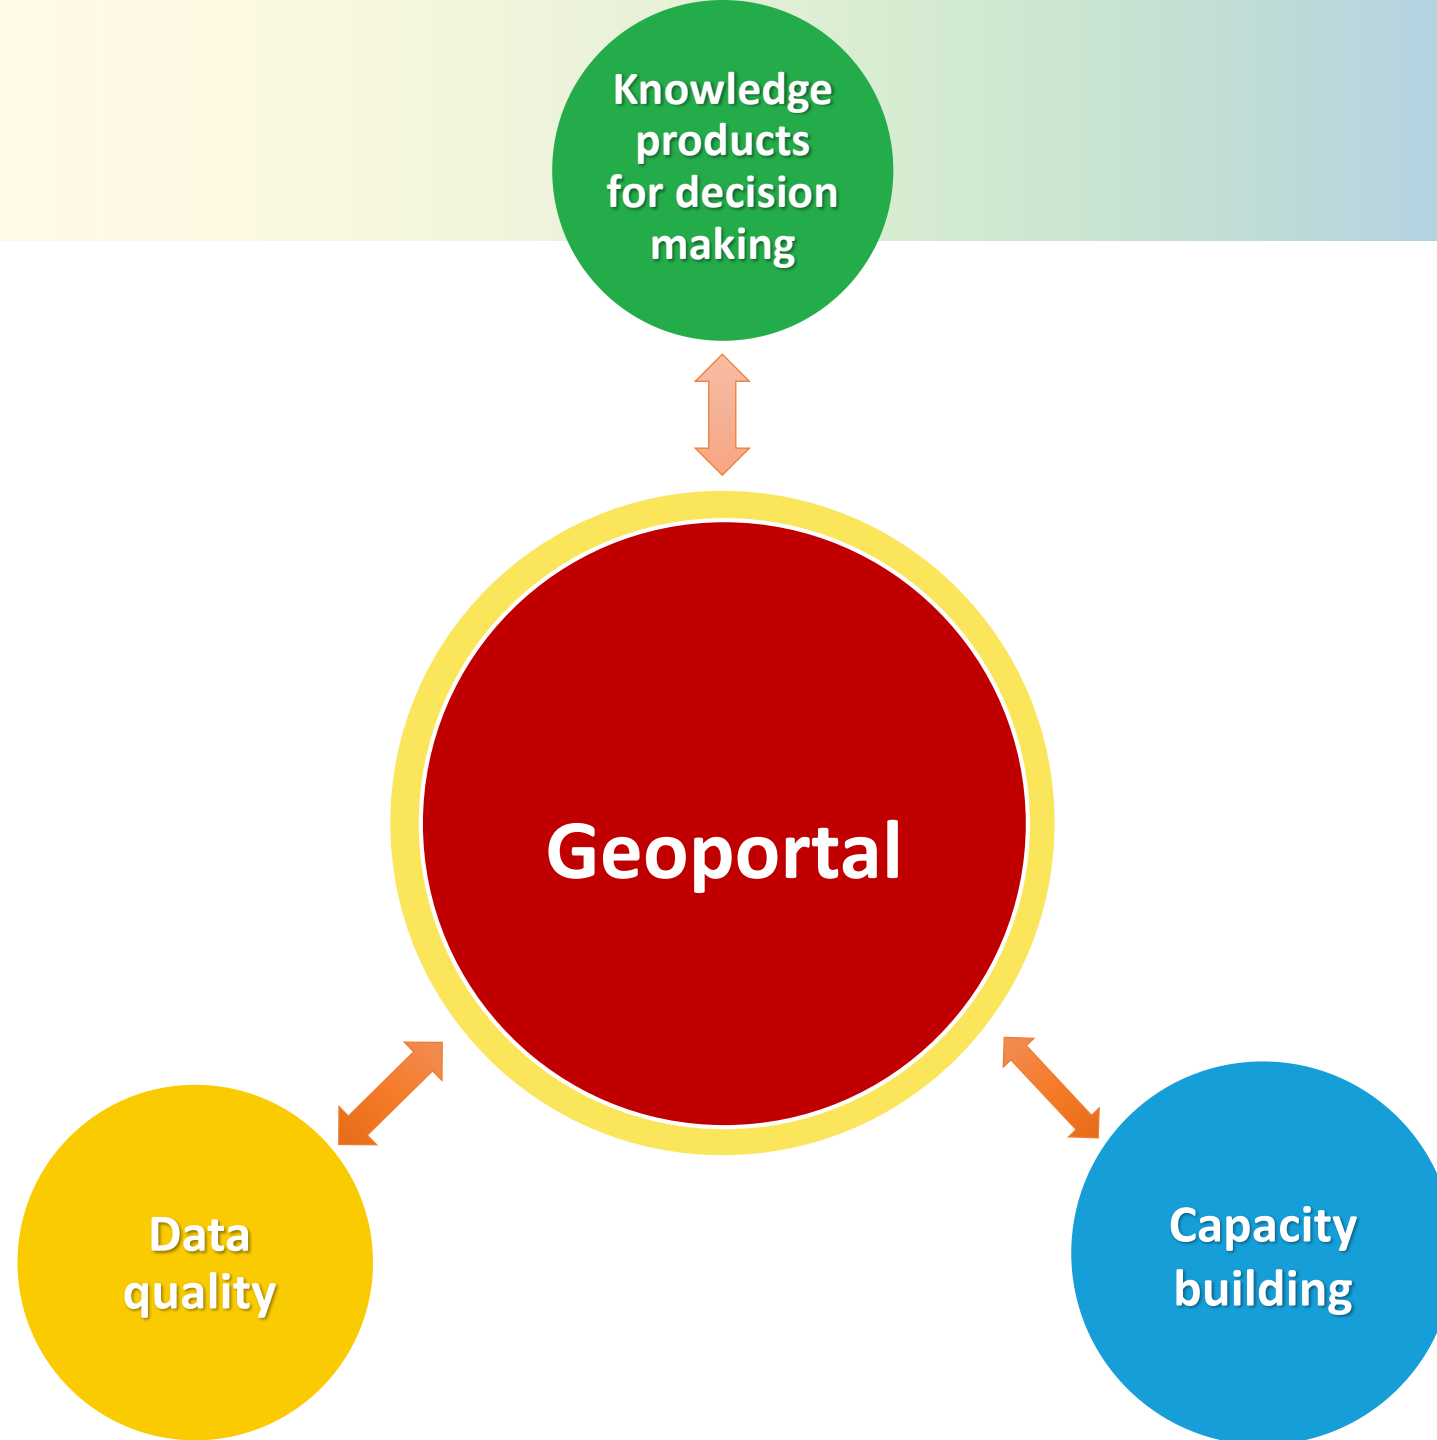 Knowledge
products
for decision
making
Geoportal
Data
quality
Capacity
building